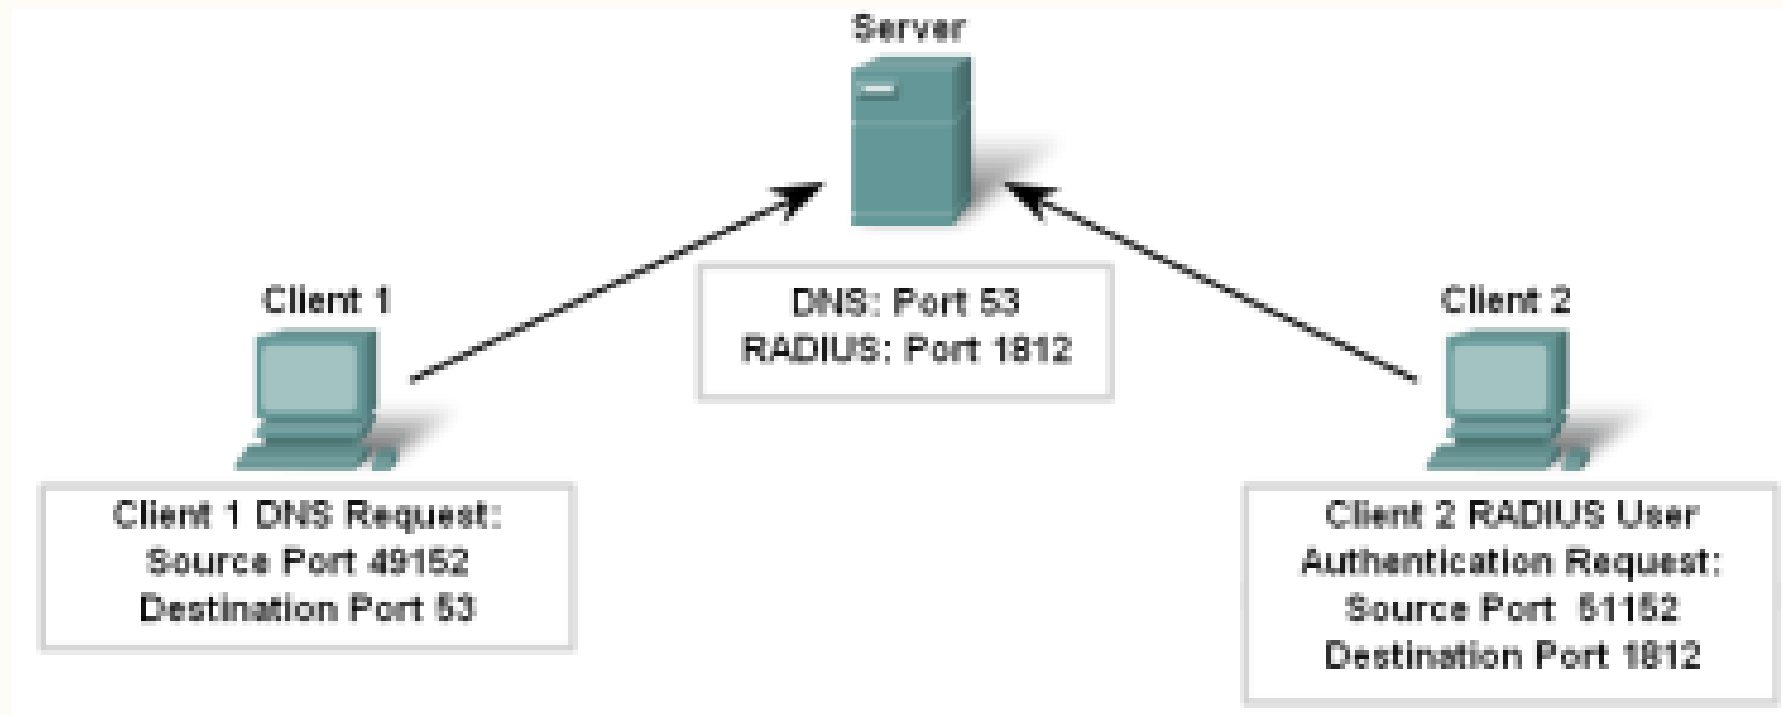 Server
Client 1
DNS: Port 53
RADIUS: Port 1812
Client 2
Client 1 DNS Request:
Source Port 49152
Destination Port 53
Client 2 RADIUS User
Authentication Request:
Source Port 51152
Destination Port 1812